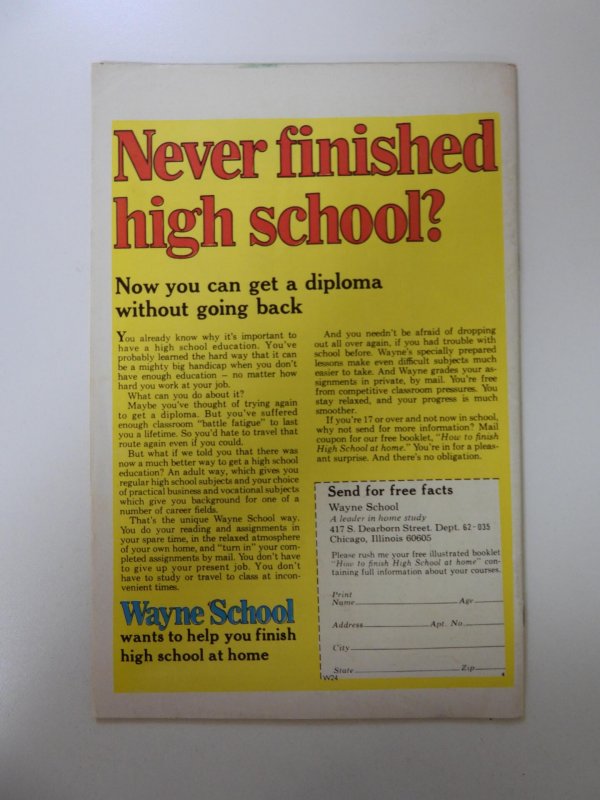 Never finished
high school?
Now you can get a diploma
without going back
You already know why it's important to
have a high school education. You've
probably learned the hard way that it can
be a mighty big handicap when you don't
have enough education – no matter how
hard you work at your job.
What can you do about it?
Maybe you've thought of trying again
to get a diploma. But you've suffered
enough classroom "battle fatigue" to last
you a lifetime. So you'd hate to travel that
route again even if you could.
But what if we told you that there was
now a much better way to get a high school
education? An adult way, which gives you
regular high school subjects and your choice
of practical business and vocational subjects
which give you background for one of a
number of career fields.
That's the unique Wayne School way.
You do your reading and assignments in
your spare time, in the relaxed atmosphere
of your own home, and "turn in" your com-
pleted assignments by mail. You don't have
to give up your present job. You don't
have to study or travel to class at incon-
venient times.
Wayne School
wants to help you finish
high school at home
And you needn't be afraid of dropping
out all over again, if you had trouble with
school before. Wayne's specially prepared
lessons make even difficult subjects much
easier to take. And Wayne grades your as-
signments in private, by mail. You're free
from competitive classroom pressures. You
stay relaxed, and your progress is much
smoother.
If you're 17 or over and not now in school,
why not send for more information? Mail
coupon for our free booklet, "How to finish
High School at home." You're in for a pleas-
ant surprise. And there's no obligation.
Send for free facts
Wayne School
A leader in home study
417 S. Dearborn Street. Dept. 62-035
Chicago, Illinois 60605
Please rush me your free illustrated booklet
"How to finish High School at home" con-
taining full information about your courses.
Print
Name Age
Address Apt. No.
City
State Zip
W24